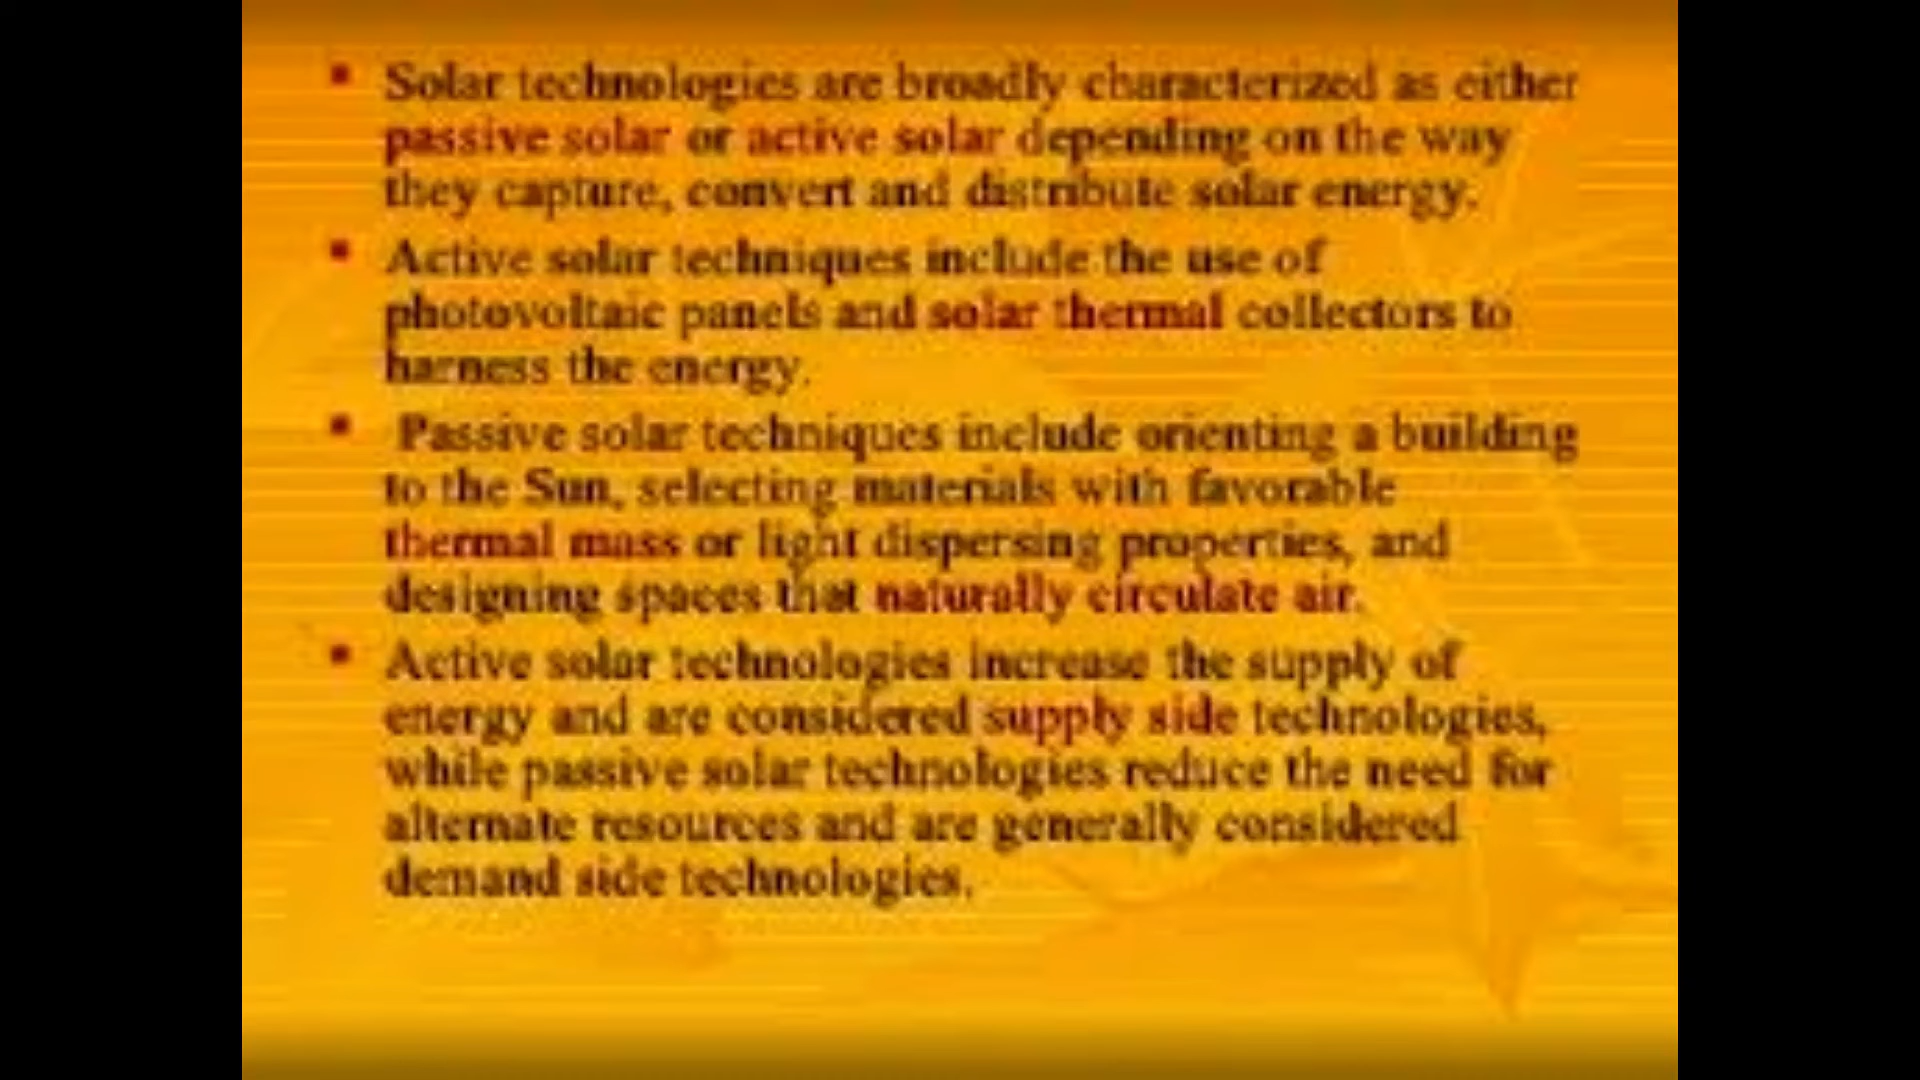 Solar technologies are broadly characterized as either
passive solar or active solar depending on the way
they capture, convert and distribute solar energy.
Active solar techniques include the use of
photovoltaic panels and solar thermal collectors to
harness the energy.
Passive solar techniques include orienting a building
to the Sun, selecting materials with favorable
thermal mass or light dispersing properties, and
designing spaces that naturally circulate air.
Active solar technologies increase the supply of
energy and are considered supply side technologies,
while passive solar technologies reduce the need for
alternate resources and are generally considered
demand side technologies.